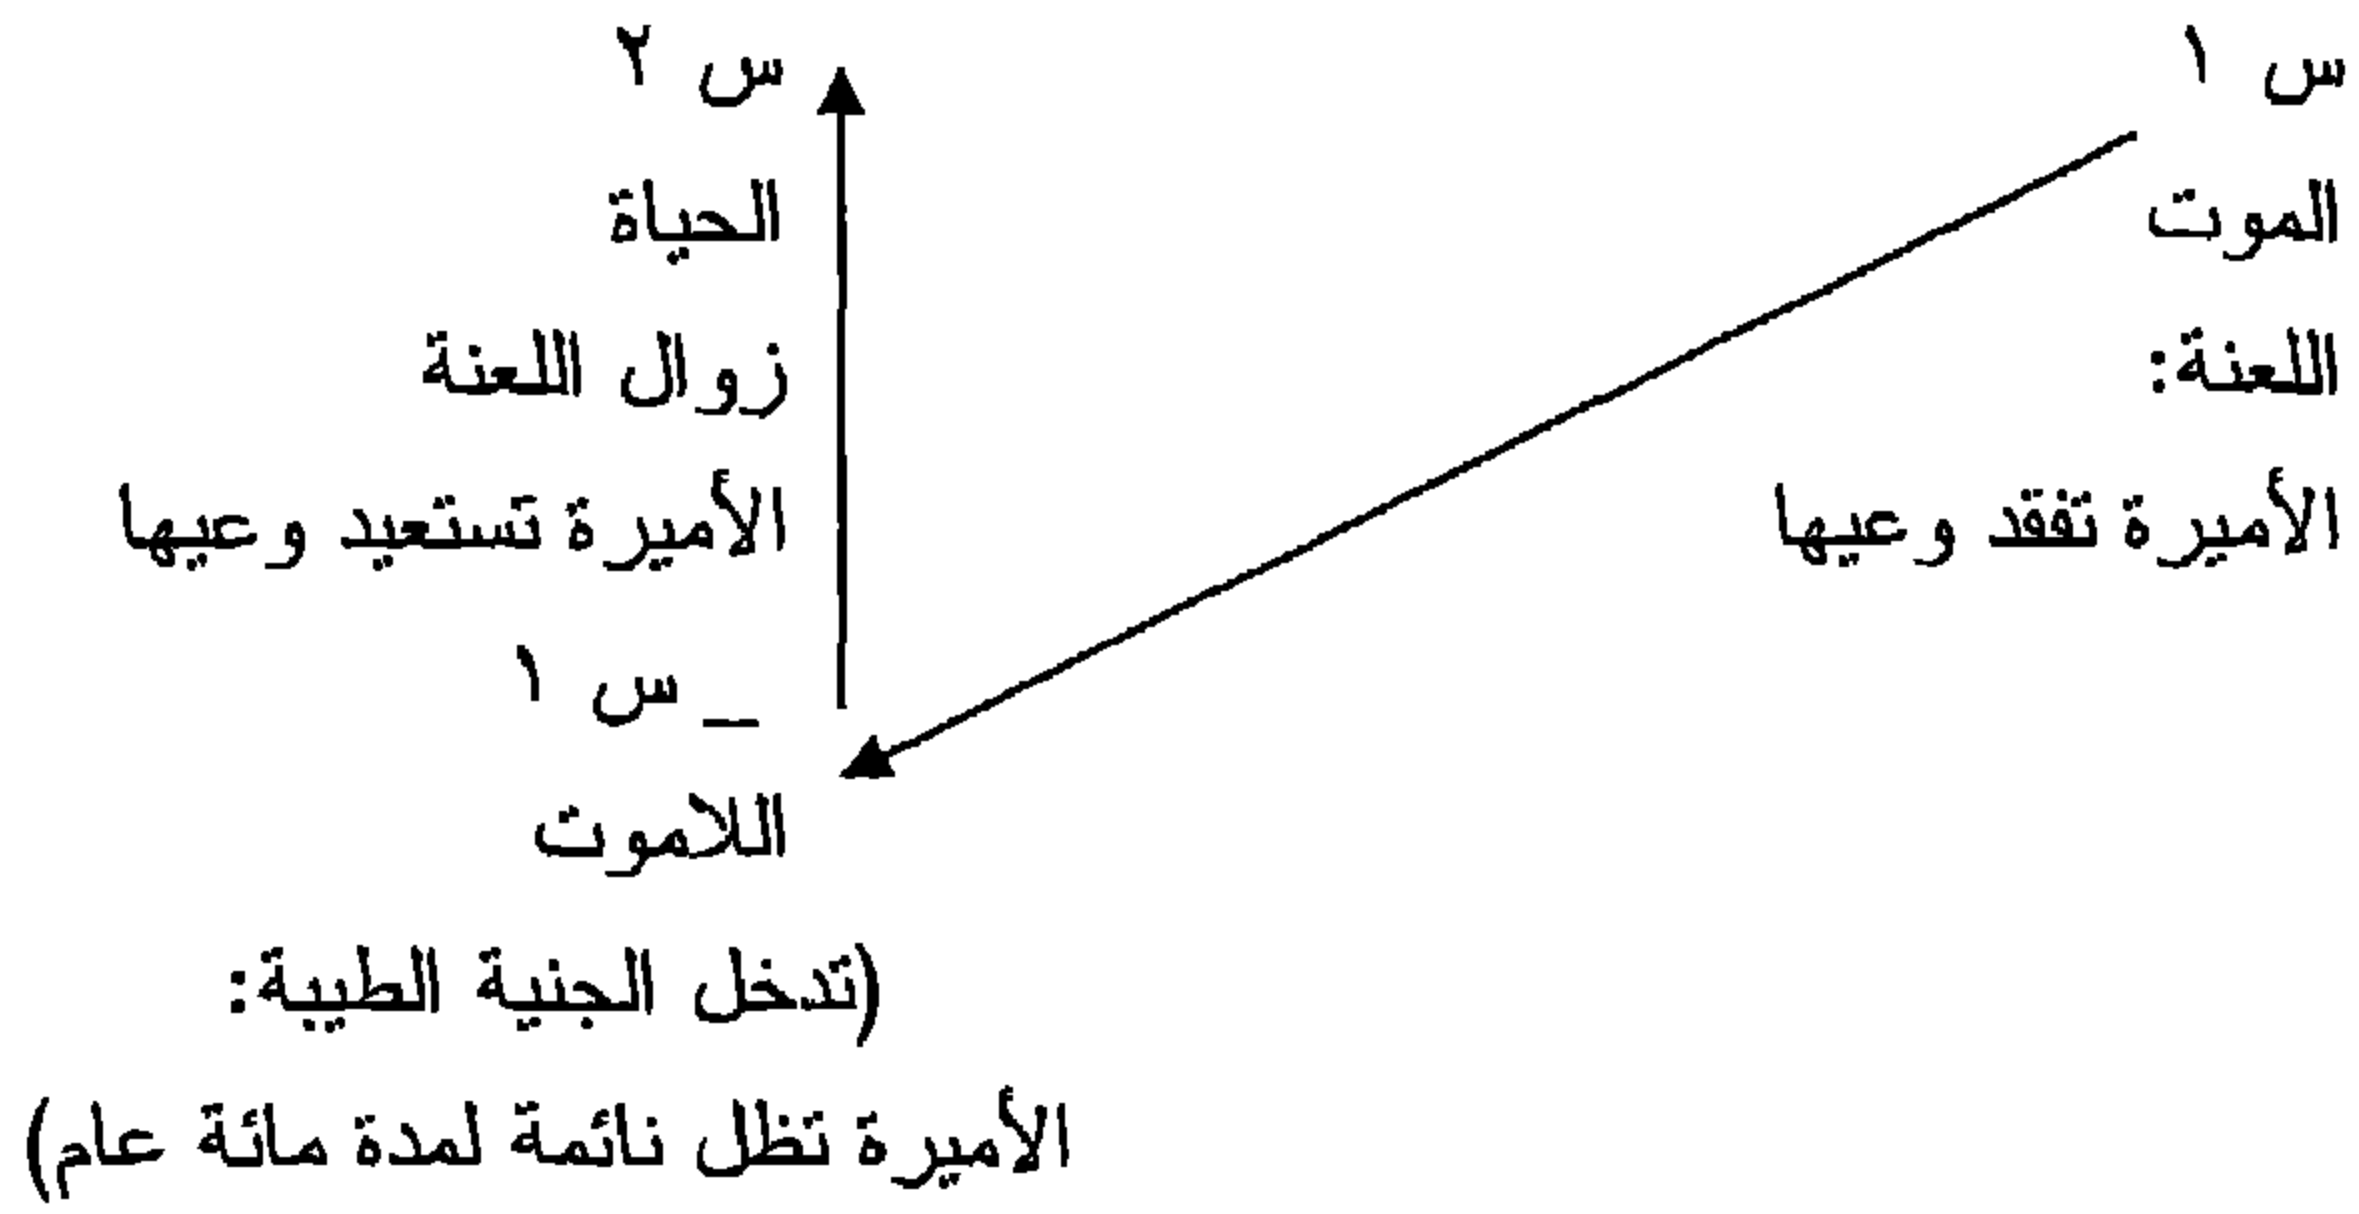 س ١
الموت
اللعنة:
الأميرة تفقد وعيها
س ٢
الحياة
زوال اللعنة
الأميرة تستعيد وعيها
_ س ١
اللاموت
(تدخل الجنية الطيبة:
الأميرة تظل نائمة لمدة مائة عام)